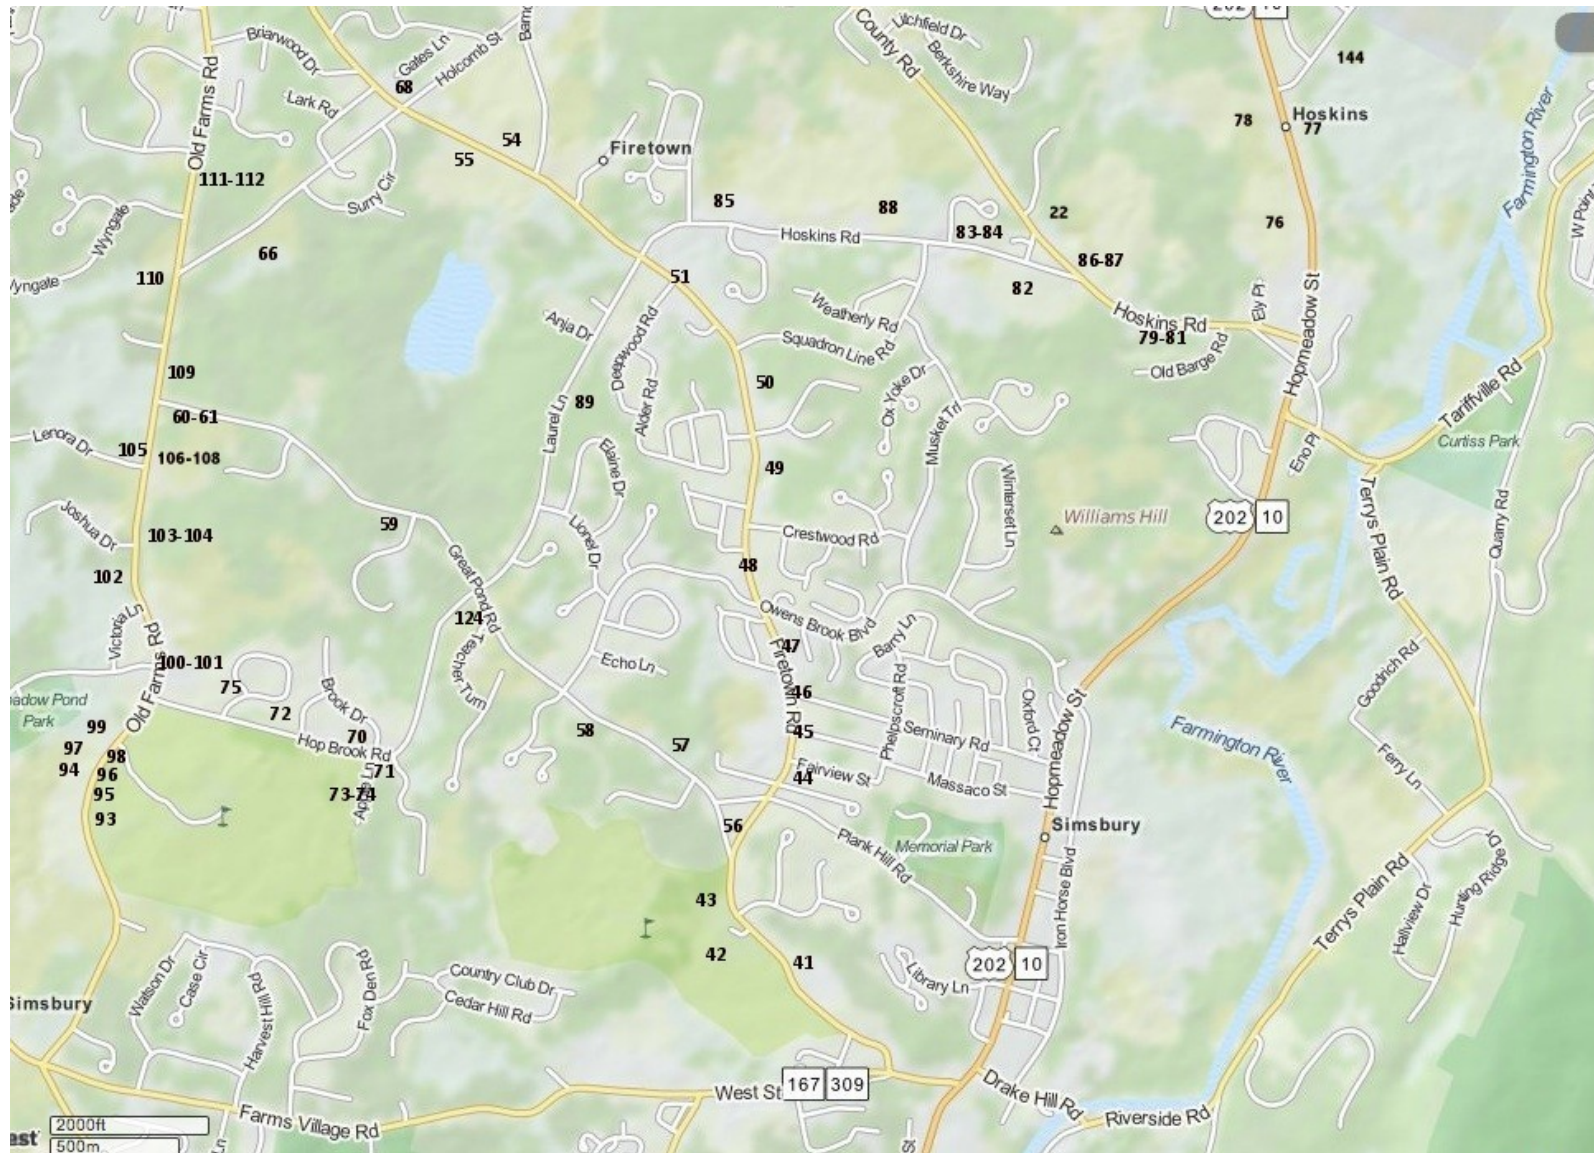 202
10
Briarwood Dr
Gates Ln
Holcomb St
68
Lark Rd
Old Farms Rd
Litchfield Dr
County Rd
Berkshire Way
144
Hoskins
78
77
Farmington River
54
55
Firetown
111-112
Surry Cir
Wyngate
66
110
85
88
22
Hoskins Rd
83-84
76
86-87
82
51
Weatherly Rd
Anja Dr
Deepwood Rd
Squadron Line Rd
Hoskins Rd
79-81
Ely Pl
Old Barge Rd
Hopmeadow St
109
60-61
50
89
Alder Rd
Laurel Ln
Ox Yoke Dr
Musket Trl
Tariffville Rd
Curtiss Park
Eno Pl
Lenora Dr
105
106-108
Elaine Dr
49
Winterset Ln
Williams Hill
202
10
Joshua Dr
103-104
59
Lionel Dr
Crestwood Rd
48
Terrys Plain Rd
Quarry Rd
102
Great Pond Rd
124
Victoria Ln
Old Farms Rd
100-101
75
Teacher Turn
Owens Brook Blvd
Barry Ln
47
Firetown Rd
Echo Ln
46
Goodrich Rd
adow Pond
Park
99
72
Brook Dr
70
Hop Brook Rd
58
57
45
Phelpscroft Rd
Seminary Rd
Oxford Ct
Hopmeadow St
Farmington River
97
98
94
96
95
93
71
73-74
44
Fairview St
Massaco St
Ferry Ln
Simsbury
56
Plank Hill Rd
Memorial Park
Iron Horse Blvd
Hunting Ridge Dr
Hallview Dr
Terrys Plain Rd
43
42
41
202
10
Library Ln
Simsbury
Watson Dr
Case Cir
Harvest Hill Rd
Fox Den Rd
Country Club Dr
Cedar Hill Rd
West St
167
309
Drake Hill Rd
Riverside Rd
Farms Village Rd
2000ft
500m
est